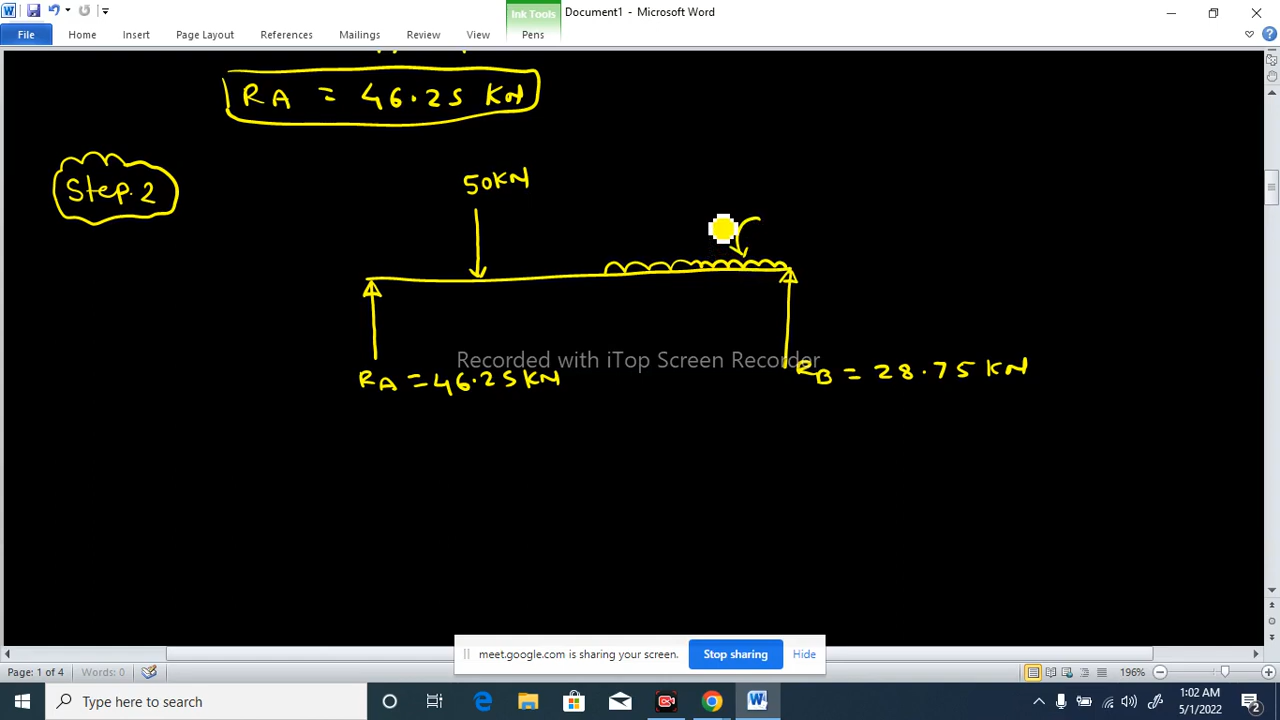 Document1 - Microsoft Word
Ink Tools
File Home Insert Page Layout References Mailings Review View Pens
RA = 46.25 KN
Step.2
50KN
Recorded with iTop Screen Recorder
RA = 46.25KN
RB = 28.75 KN
meet.google.com is sharing your screen. Stop sharing Hide
Page: 1 of 4 Words: 0 196%
Type here to search
1:02 AM
5/1/2022
2